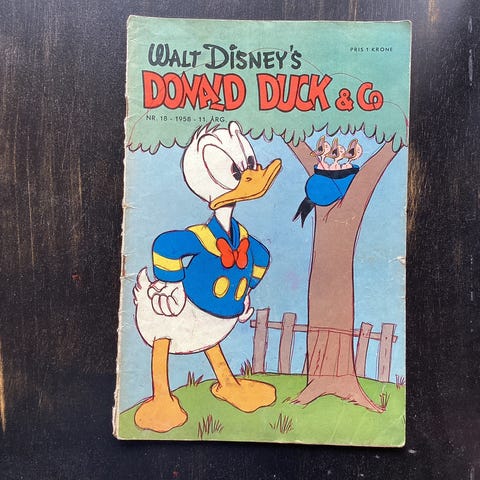 WALT DISNEY'S
PRIS 1 KRONE
DONALD DUCK & Co
NR. 18 - 1958 - 11. ÅRG.